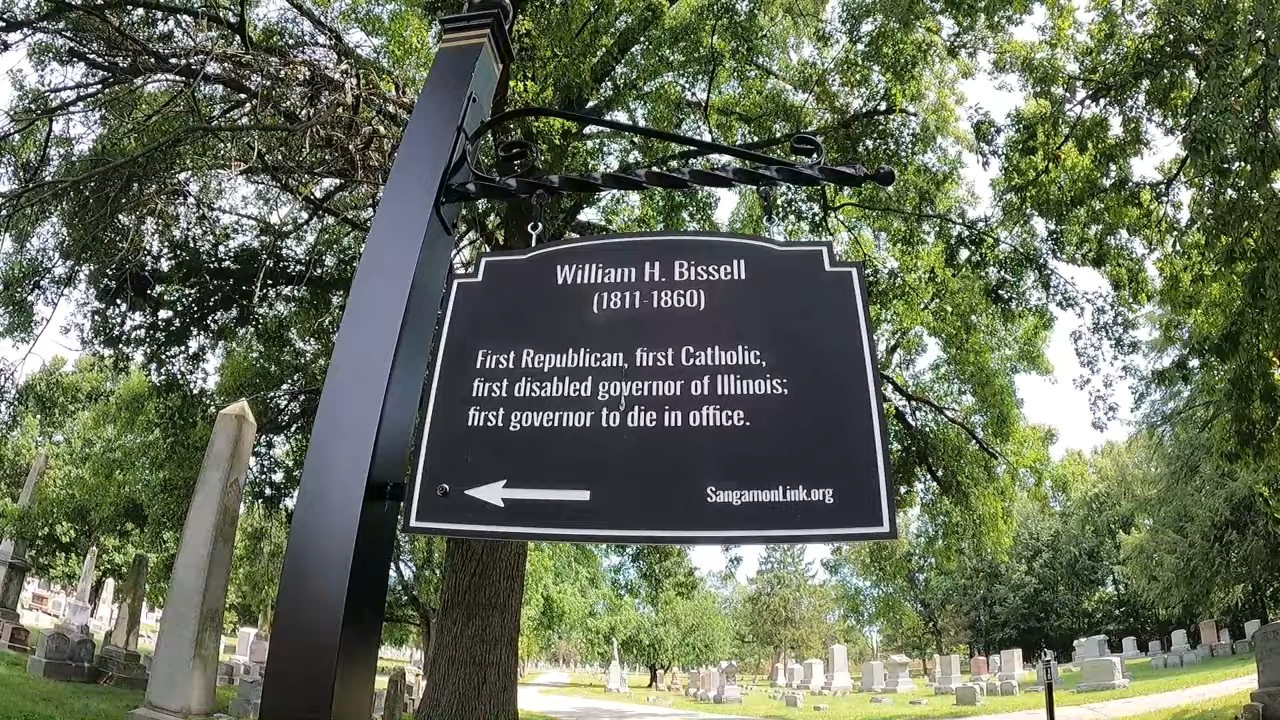 William H. Bissell
(1811-1860)
First Republican, first Catholic,
first disabled governor of Illinois;
first governor to die in office.
SangamonLink.org